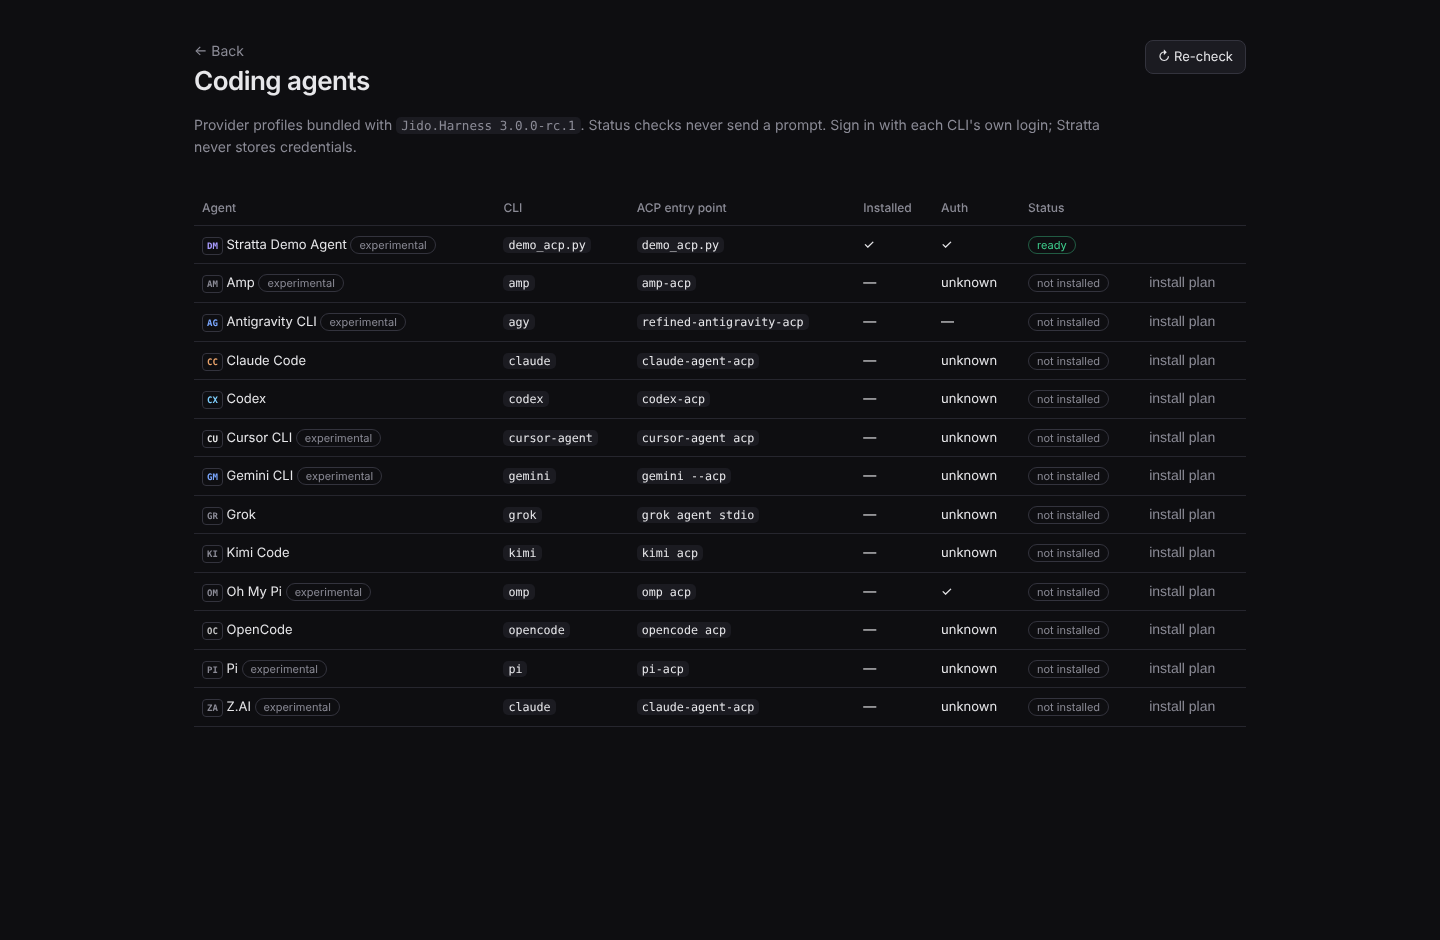 ← Back
Coding agents
↻ Re-check
Provider profiles bundled with Jido.Harness 3.0.0-rc.1. Status checks never send a prompt. Sign in with each CLI's own login; Stratta
never stores credentials.
Agent CLI ACP entry point Installed Auth Status
DM Stratta Demo Agent experimental demo_acp.py demo_acp.py ✓ ✓ ready
AM Amp experimental amp amp-acp — unknown not installed install plan
AG Antigravity CLI experimental agy refined-antigravity-acp — — not installed install plan
CC Claude Code claude claude-agent-acp — unknown not installed install plan
CX Codex codex codex-acp — unknown not installed install plan
CU Cursor CLI experimental cursor-agent cursor-agent acp — unknown not installed install plan
GM Gemini CLI experimental gemini gemini --acp — unknown not installed install plan
GR Grok grok grok agent stdio — unknown not installed install plan
KI Kimi Code kimi kimi acp — unknown not installed install plan
OM Oh My Pi experimental omp omp acp — ✓ not installed install plan
OC OpenCode opencode opencode acp — unknown not installed install plan
PI Pi experimental pi pi-acp — unknown not installed install plan
ZA Z.AI experimental claude claude-agent-acp — unknown not installed install plan